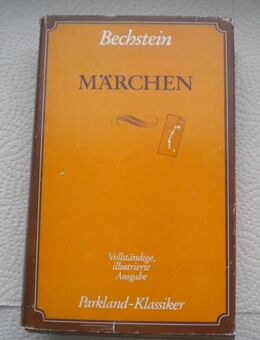 Bechstein
MÄRCHEN
Vollständige,
illustrierte
Ausgabe
Parkland-Klassiker